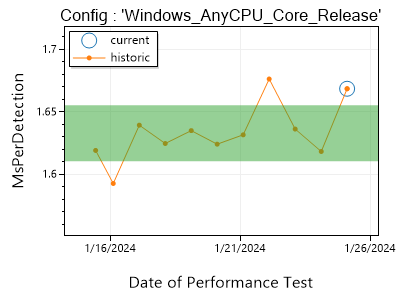 Config : 'Windows_AnyCPU_Core_Release'
current
historic
1.7
1.65
1.6
MsPerDetection
1/16/2024
1/21/2024
1/26/2024
Date of Performance Test